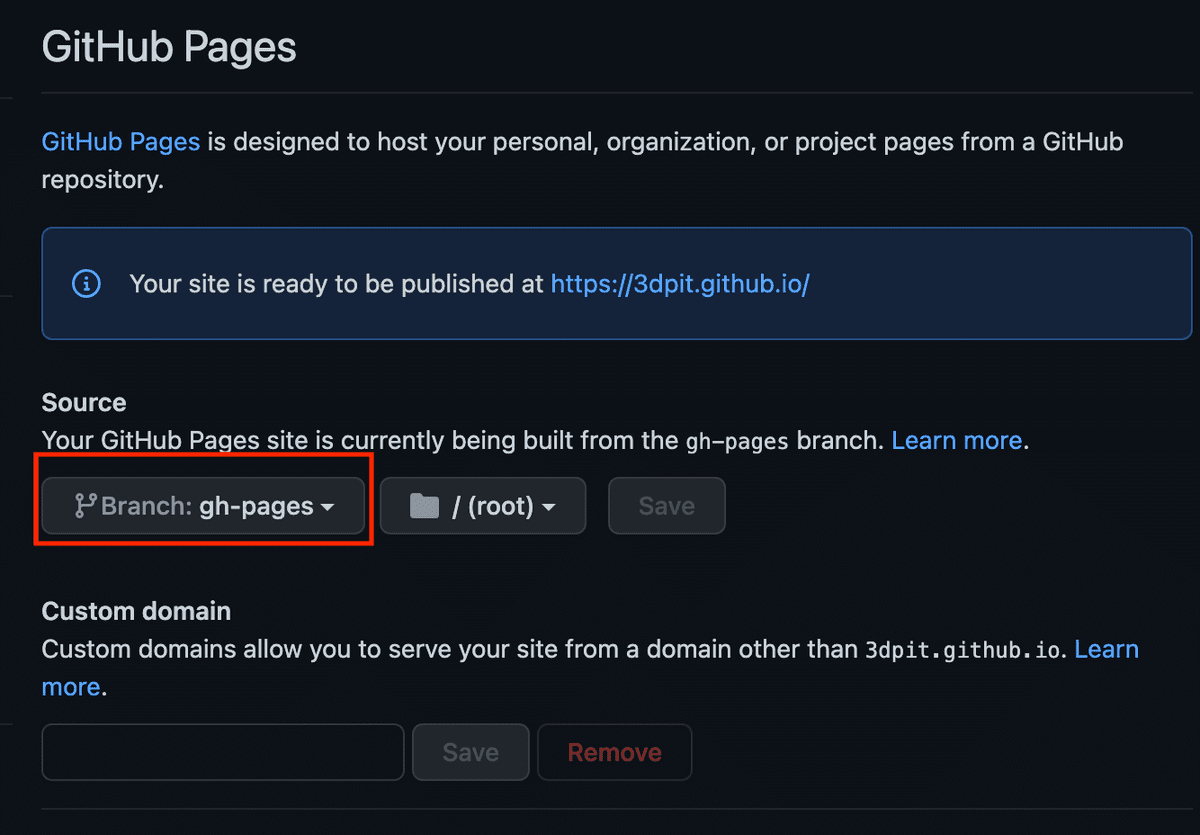 GitHub Pages
GitHub Pages is designed to host your personal, organization, or project pages from a GitHub
repository.
Your site is ready to be published at https://3dpit.github.io/
Source
Your GitHub Pages site is currently being built from the gh-pages branch. Learn more.
Branch: gh-pages / (root) Save
Custom domain
Custom domains allow you to serve your site from a domain other than 3dpit.github.io. Learn
more.
Save Remove